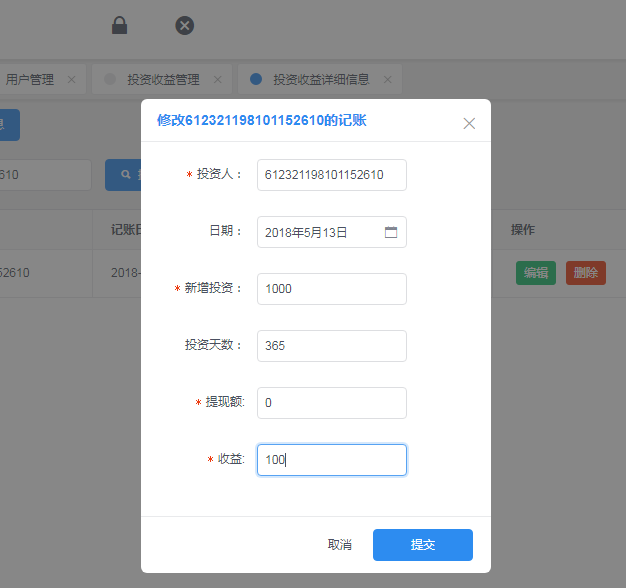 用户管理 投资收益管理 投资收益详细信息
修改612321198101152610的记账
610
* 投资人： 612321198101152610
记账日 操作
日期： 2018年5月13日
52610 2018- 编辑 删除
* 新增投资： 1000
投资天数： 365
* 提现额: 0
* 收益: 100
取消 提交